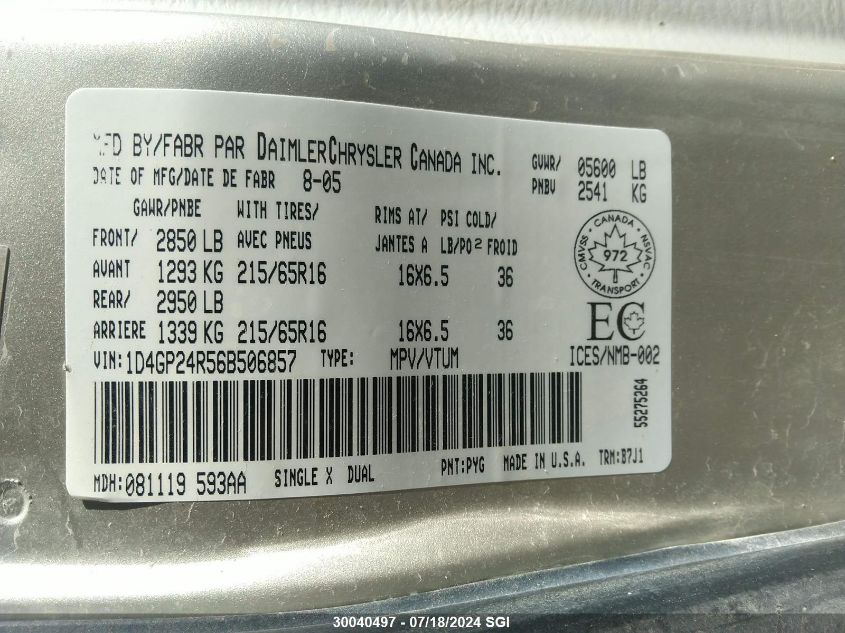 MFD BY/FABR PAR DAIMLERCHRYSLER CANADA INC.
DATE OF MFG/DATE DE FABR 8-05
GVWR/ 05600 LB
PNBV 2541 KG
GAWR/PNBE WITH TIRES/ RIMS AT/ PSI COLD/
FRONT/ 2850 LB AVEC PNEUS JANTES A LB/PO2 FROID
AVANT 1293 KG 215/65R16 16X6.5 36
REAR/ 2950 LB
ARRIERE 1339 KG 215/65R16 16X6.5 36
CANADA
CMVSS NSVAC
972
TRANSPORT
EC
ICES/NMB-002
VIN:1D4GP24R56B506857 TYPE: MPV/VTUM
55275264
MDH:081119 593AA SINGLE X DUAL PNT:PYG MADE IN U.S.A. TRM:B7J1
30040497 - 07/18/2024 SGI